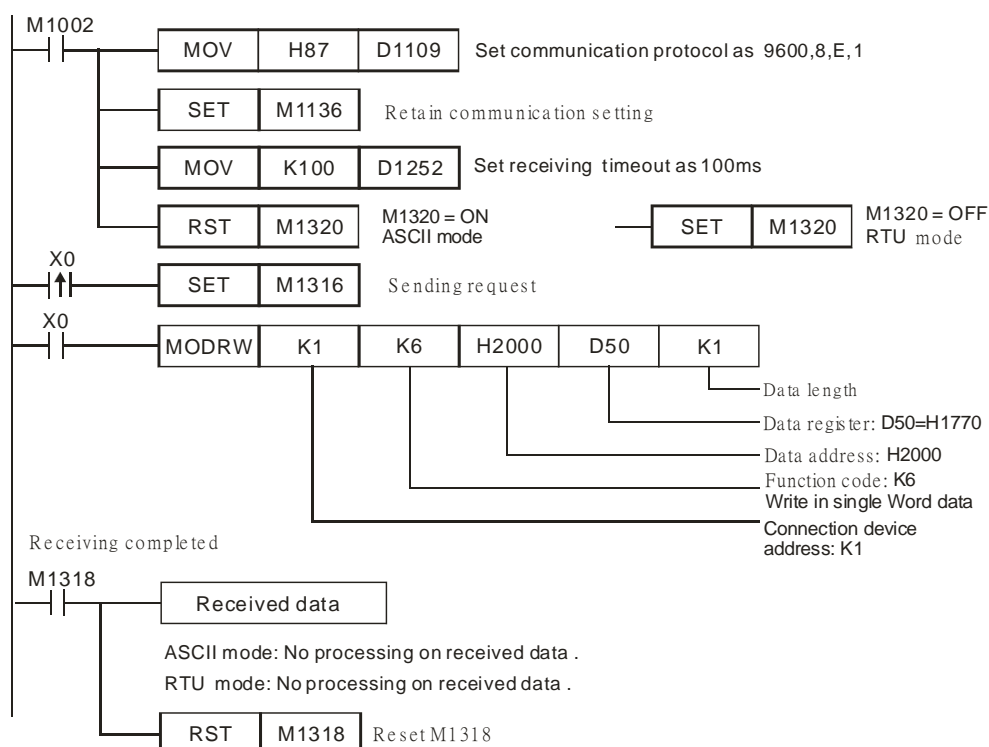 M1002
MOV H87 D1109 Set communication protocol as 9600,8,E,1
SET M1136 Retain communication setting
MOV K100 D1252 Set receiving timeout as 100ms
RST M1320 M1320 = ON
ASCII mode
SET M1320 M1320 = OFF
RTU mode
X0
SET M1316 Sending request
X0
MODRW K1 K6 H2000 D50 K1
Data length
Data register: D50=H1770
Data address: H2000
Function code: K6
Write in single Word data
Connection device
address: K1
Receiving completed
M1318
Received data
ASCII mode: No processing on received data .
RTU mode: No processing on received data .
RST M1318 Reset M1318